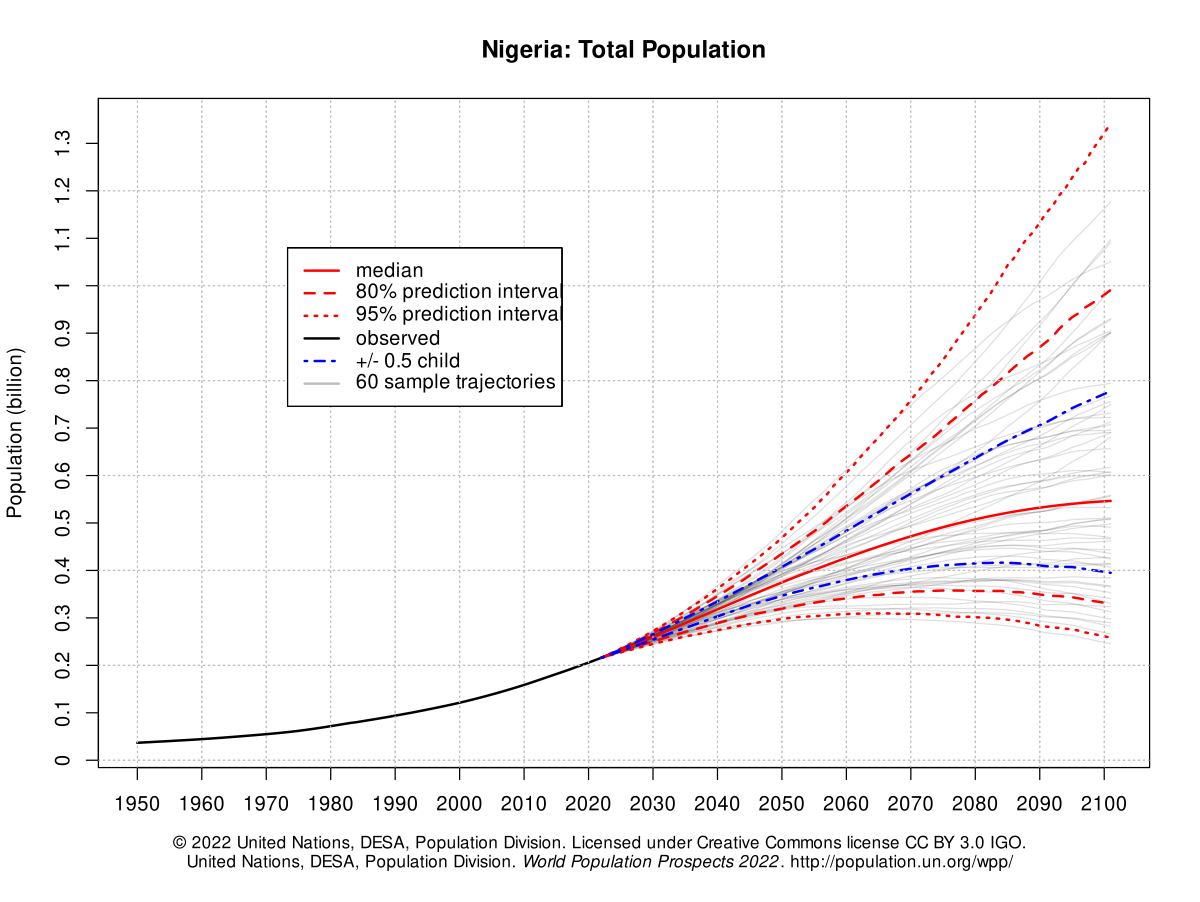 Nigeria: Total Population
Population (billion)
1.3
1.2
1.1
1
0.9
0.8
0.7
0.6
0.5
0.4
0.3
0.2
0.1
0
median
80% prediction interval
95% prediction interval
observed
+/- 0.5 child
60 sample trajectories
1950 1960 1970 1980 1990 2000 2010 2020 2030 2040 2050 2060 2070 2080 2090 2100
© 2022 United Nations, DESA, Population Division. Licensed under Creative Commons license CC BY 3.0 IGO.
United Nations, DESA, Population Division. World Population Prospects 2022. http://population.un.org/wpp/